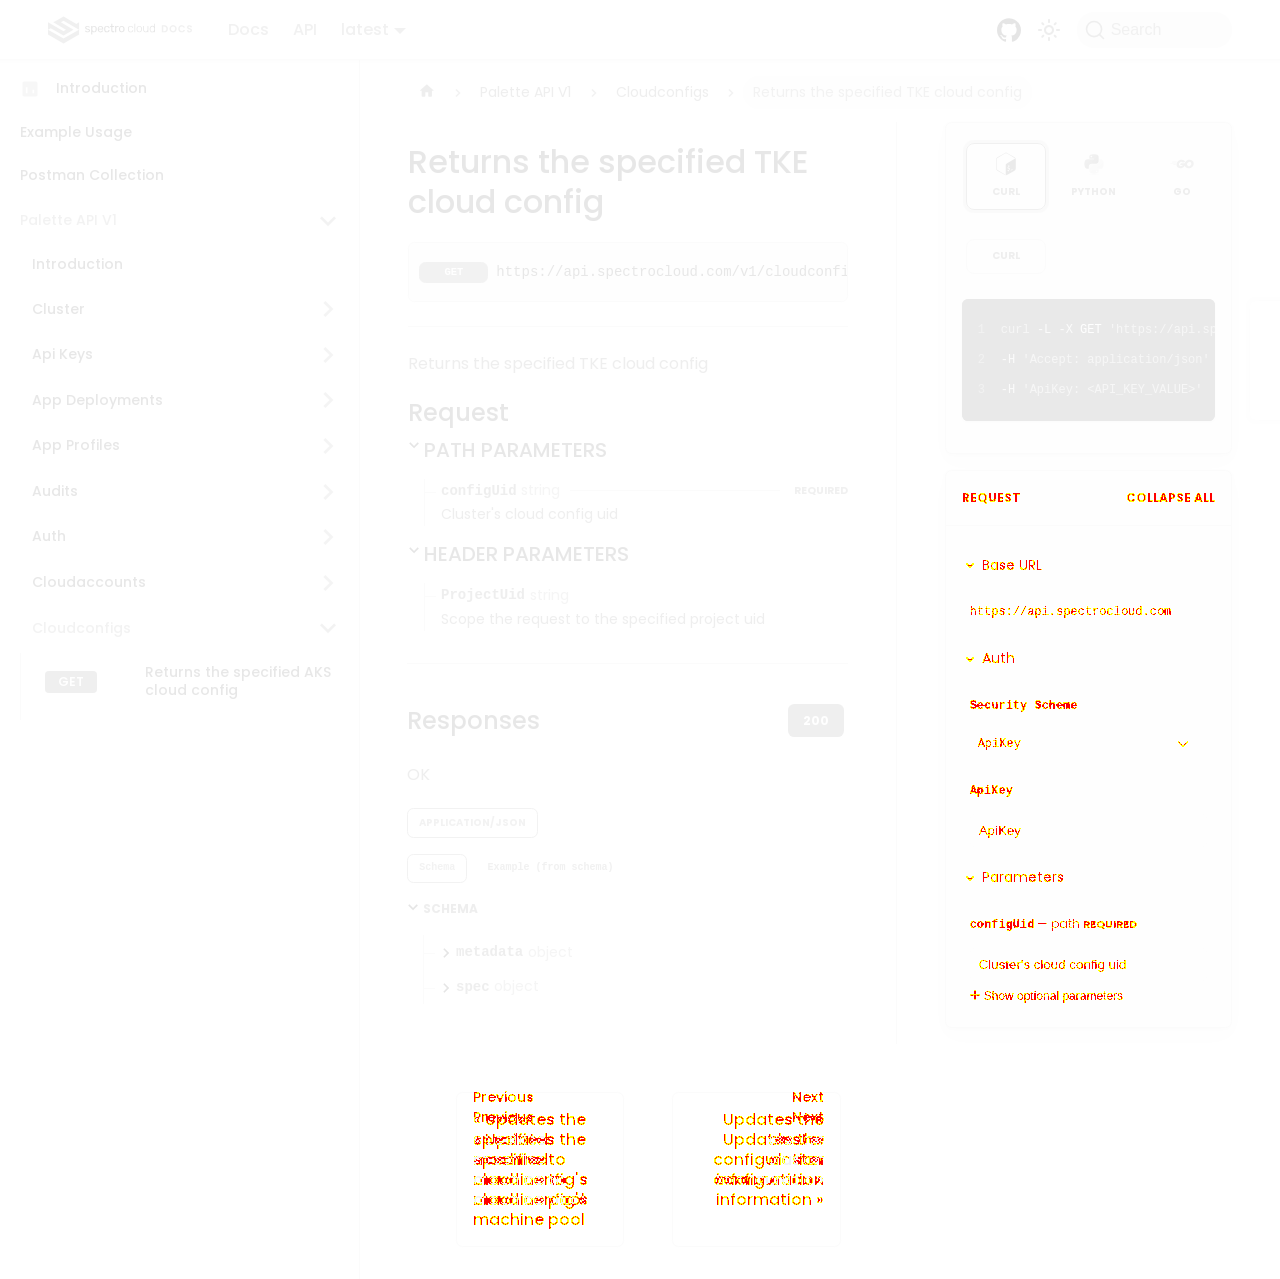 spectro cloud DOCS
Docs API latest
Search
Introduction
Example Usage
Postman Collection
Palette API V1
Introduction
Cluster
Api Keys
App Deployments
App Profiles
Audits
Auth
Cloudaccounts
Cloudconfigs
GET Returns the specified AKS
cloud config
Palette API V1 > Cloudconfigs > Returns the specified TKE cloud config
Returns the specified TKE
cloud config
GET https://api.spectrocloud.com/v1/cloudconfi
Returns the specified TKE cloud config
Request
PATH PARAMETERS
configUid string REQUIRED
Cluster's cloud config uid
HEADER PARAMETERS
ProjectUid string
Scope the request to the specified project uid
Responses 200
OK
APPLICATION/JSON
Schema Example (from schema)
SCHEMA
metadata object
spec object
CURL PYTHON GO
CURL
1 curl -L -X GET 'https://api.sp
2 -H 'Accept: application/json'
3 -H 'ApiKey: <API_KEY_VALUE>'
REQUEST COLLAPSE ALL
Base URL
https://api.spectrocloud.com
Auth
Security Scheme
ApiKey
ApiKey
ApiKey
Parameters
configUid — path REQUIRED
Cluster's cloud config uid
Show optional parameters
Previous
Previous
machine pool
Next
Next
information »